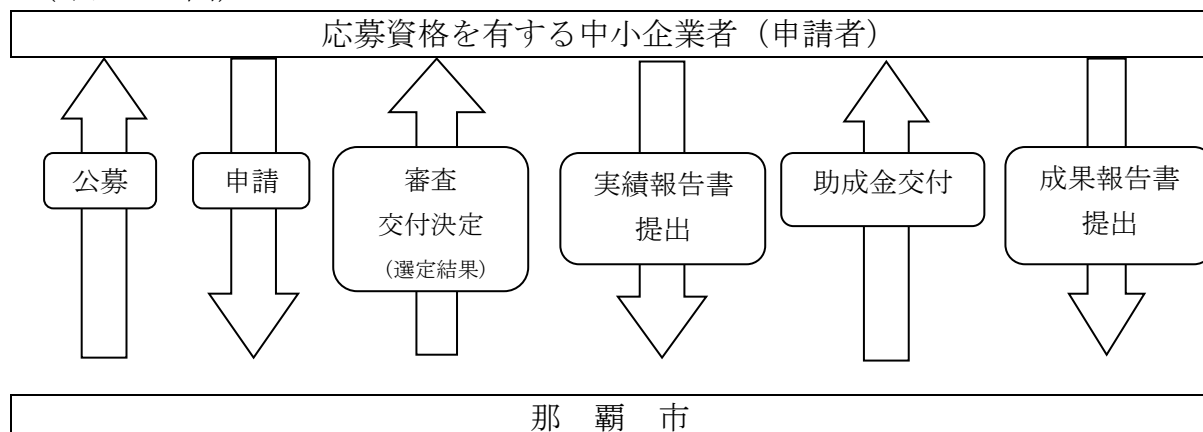 応募資格を有する中小企業者（申請者）
公募
申請
審査
交付決定
（選定結果）
実績報告書
提出
助成金交付
成果報告書
提出
那　覇　市